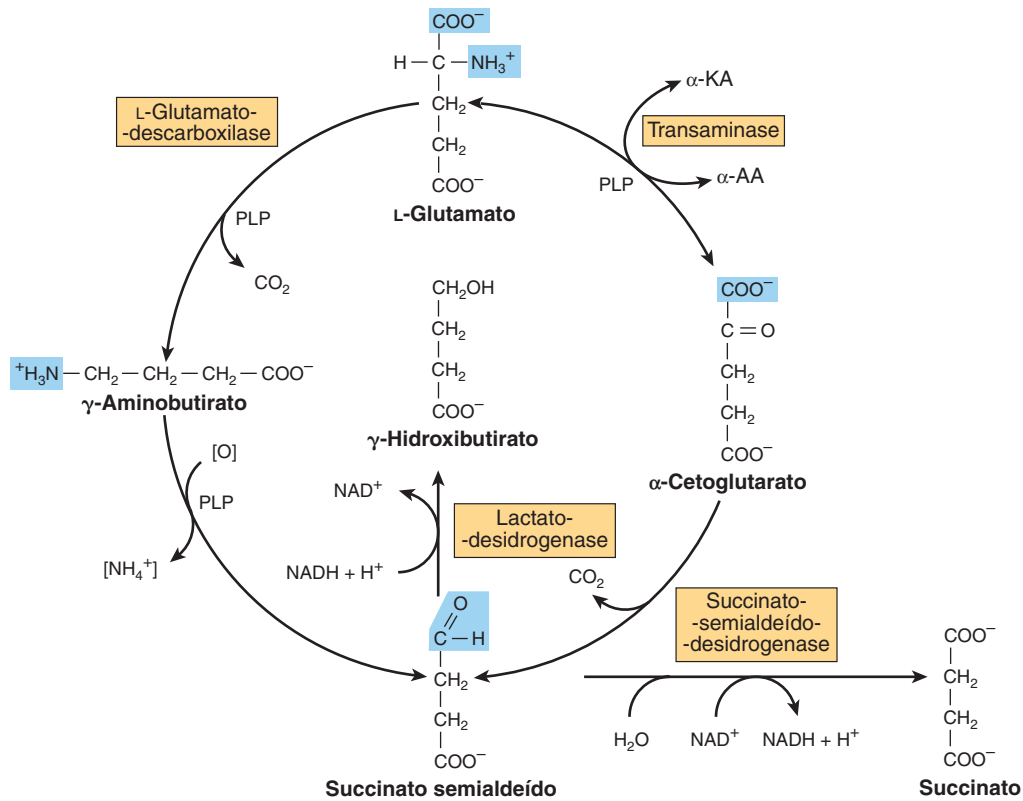 COO⁻
H — C — NH₃⁺
CH₂
CH₂
COO⁻
L-Glutamato
L-Glutamato-
-descarboxilase
PLP
CO₂
α-KA
Transaminase
PLP
α-AA
COO⁻
C = O
CH₂
CH₂
COO⁻
α-Cetoglutarato
CH₂OH
CH₂
CH₂
COO⁻
γ-Hidroxibutirato
⁺H₃N — CH₂ — CH₂ — CH₂ — COO⁻
γ-Aminobutirato
[O]
PLP
[NH₄⁺]
NAD⁺
NADH + H⁺
Lactato-
-desidrogenase
CO₂
Succinato-
-semialdeído-
-desidrogenase
O
C — H
CH₂
CH₂
COO⁻
Succinato semialdeído
H₂O
NAD⁺
NADH + H⁺
COO⁻
CH₂
CH₂
COO⁻
Succinato